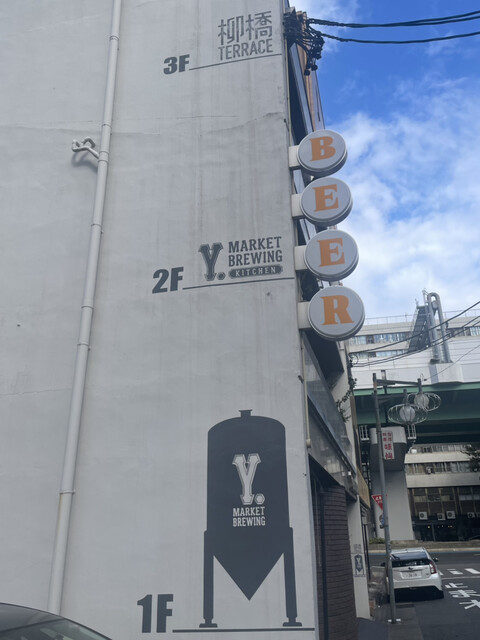 柳橋
TERRACE
3F
B
E
E
R
Y. MARKET
BREWING
KITCHEN
2F
Y.
MARKET
BREWING
1F